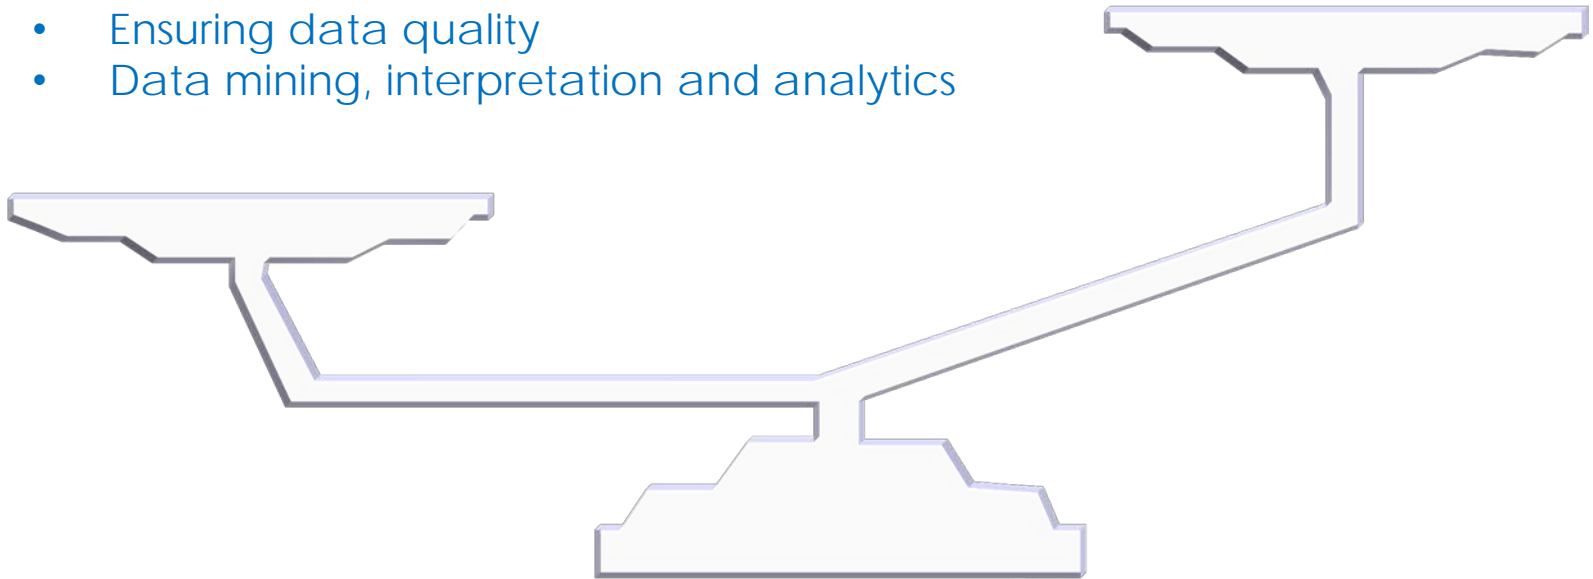 • Ensuring data quality
• Data mining, interpretation and analytics